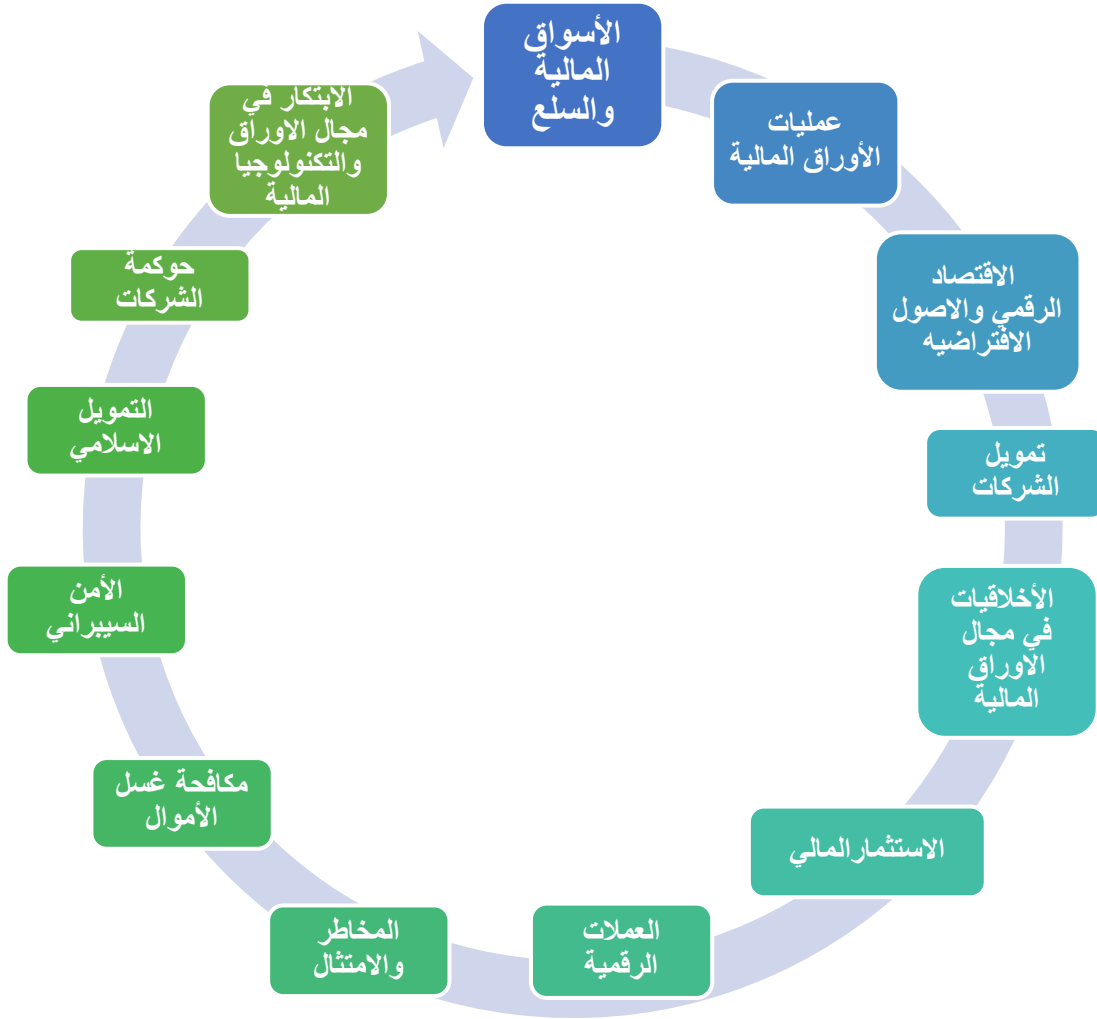 الأسواق
المالية
والسلع
عمليات
الأوراق المالية
الاقتصاد
الرقمي والاصول
الافتراضيه
تمويل
الشركات
الأخلاقيات
في مجال
الاوراق
المالية
الاستثمارالمالي
العملات
الرقمية
المخاطر
والامتثال
مكافحة غسل
الأموال
الأمن
السيبراني
التمويل
الاسلامي
حوكمة
الشركات
الابتكار في
مجال الاوراق
والتكنولوجيا
المالية